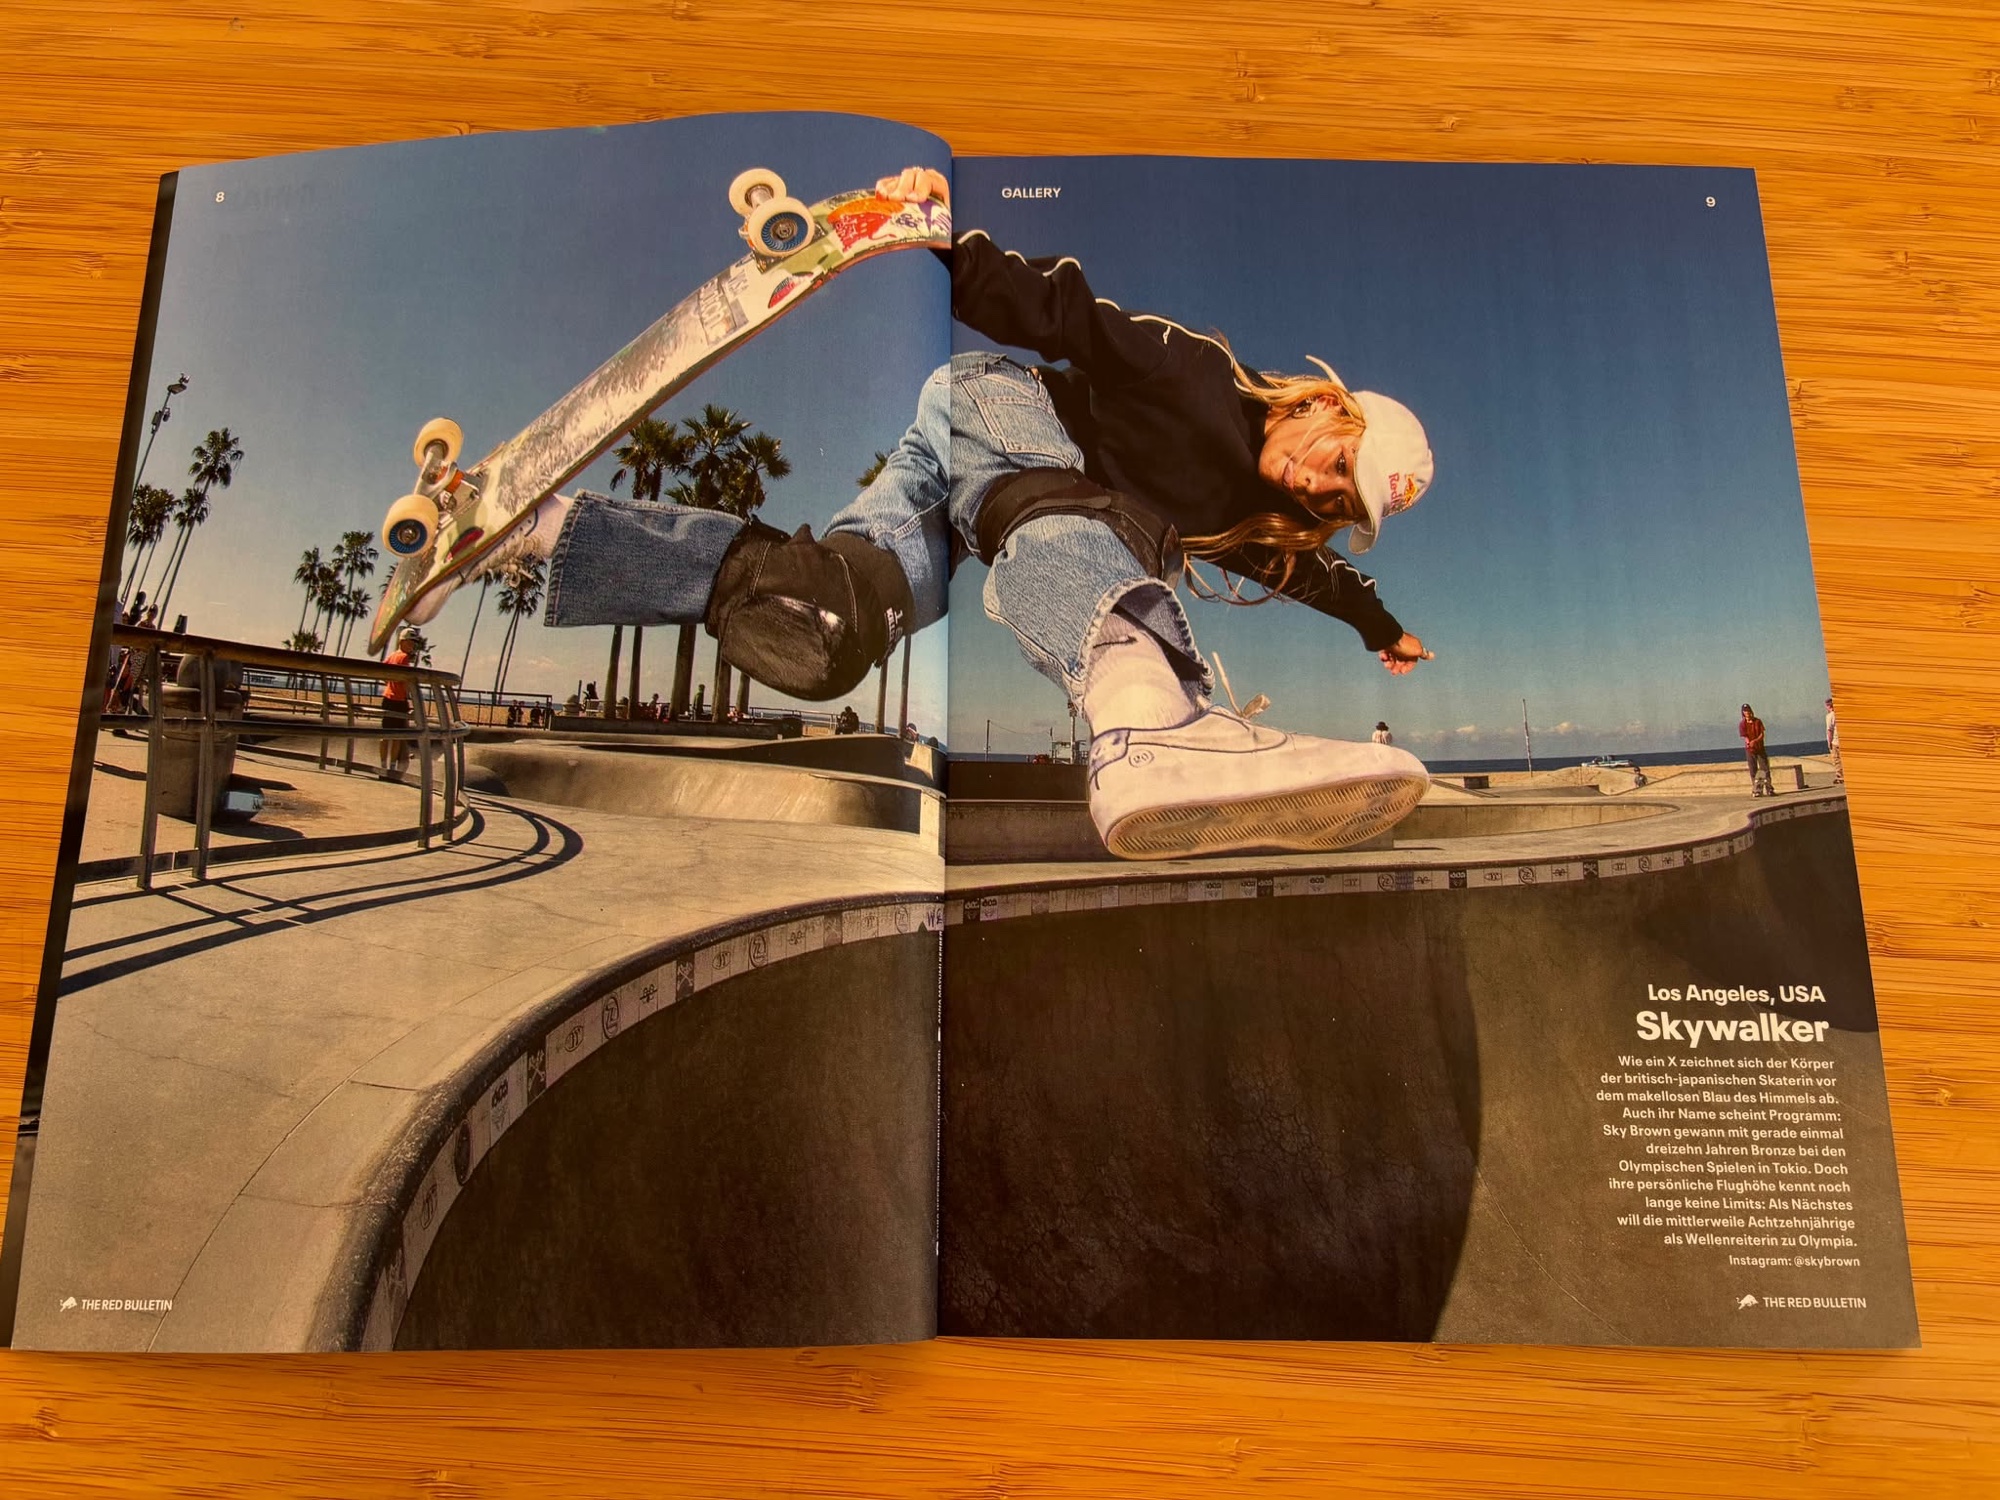 8
GALLERY
9
Red Bull
Los Angeles, USA
Skywalker
Wie ein X zeichnet sich der Körper
der britisch-japanischen Skaterin vor
dem makellosen Blau des Himmels ab.
Auch ihr Name scheint Programm:
Sky Brown gewann mit gerade einmal
dreizehn Jahren Bronze bei den
Olympischen Spielen in Tokio. Doch
ihre persönliche Flughöhe kennt noch
lange keine Limits: Als Nächstes
will die mittlerweile Achtzehnjährige
als Wellenreiterin zu Olympia.
Instagram: @skybrown
THE RED BULLETIN
THE RED BULLETIN